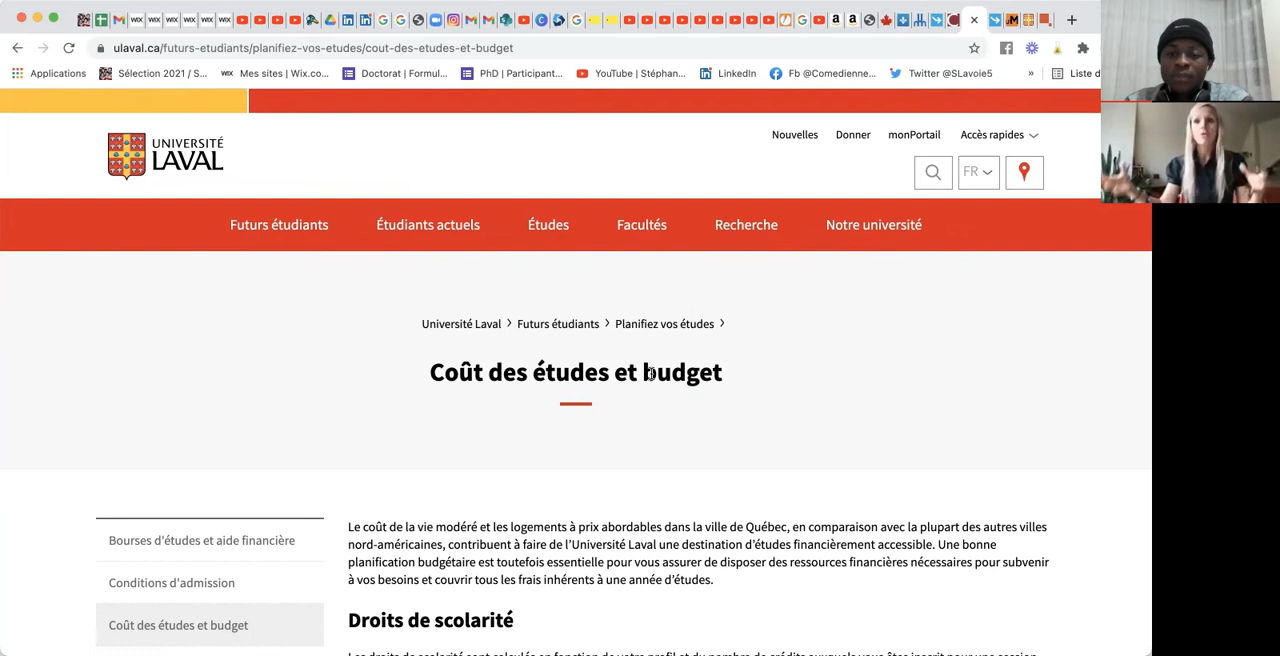 ulaval.ca/futurs-etudiants/planifiez-vos-etudes/cout-des-etudes-et-budget
Applications
Sélection 2021 / S...
WIX
Mes sites | Wix.co...
Doctorat | Formul...
PhD | Participant...
YouTube | Stéphan...
LinkedIn
Fb @Comedienne...
Twitter @SLavoie5
»
Liste d
UNIVERSITÉ
LAVAL
Nouvelles
Donner
monPortail
Accès rapides
FR
Futurs étudiants
Étudiants actuels
Études
Facultés
Recherche
Notre université
Université Laval > Futurs étudiants > Planifiez vos études >
Coût des études et budget
Bourses d'études et aide financière
Conditions d'admission
Coût des études et budget
Le coût de la vie modéré et les logements à prix abordables dans la ville de Québec, en comparaison avec la plupart des autres villes
nord-américaines, contribuent à faire de l'Université Laval une destination d'études financièrement accessible. Une bonne
planification budgétaire est toutefois essentielle pour vous assurer de disposer des ressources financières nécessaires pour subvenir
à vos besoins et couvrir tous les frais inhérents à une année d'études.
Droits de scolarité